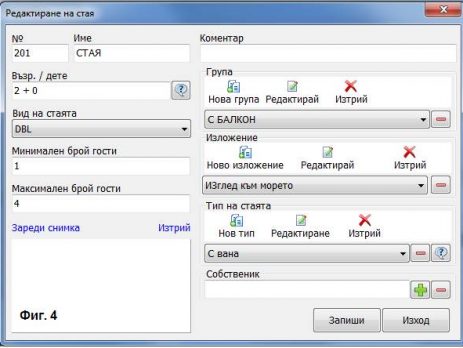 Редактиране на стая
№ Име
201 СТАЯ
Възр. / дете
2 + 0
Вид на стаята
DBL
Минимален брой гости
1
Максимален брой гости
4
Зареди снимка Изтрий
Фиг. 4
Коментар
Група
Нова група Редактирай Изтрий
С БАЛКОН
Изложение
Ново изложение Редактирай Изтрий
ИЗглед към морето
Тип на стаята
Нов тип Редактиране Изтрий
С вана
Собственик
Запиши Изход